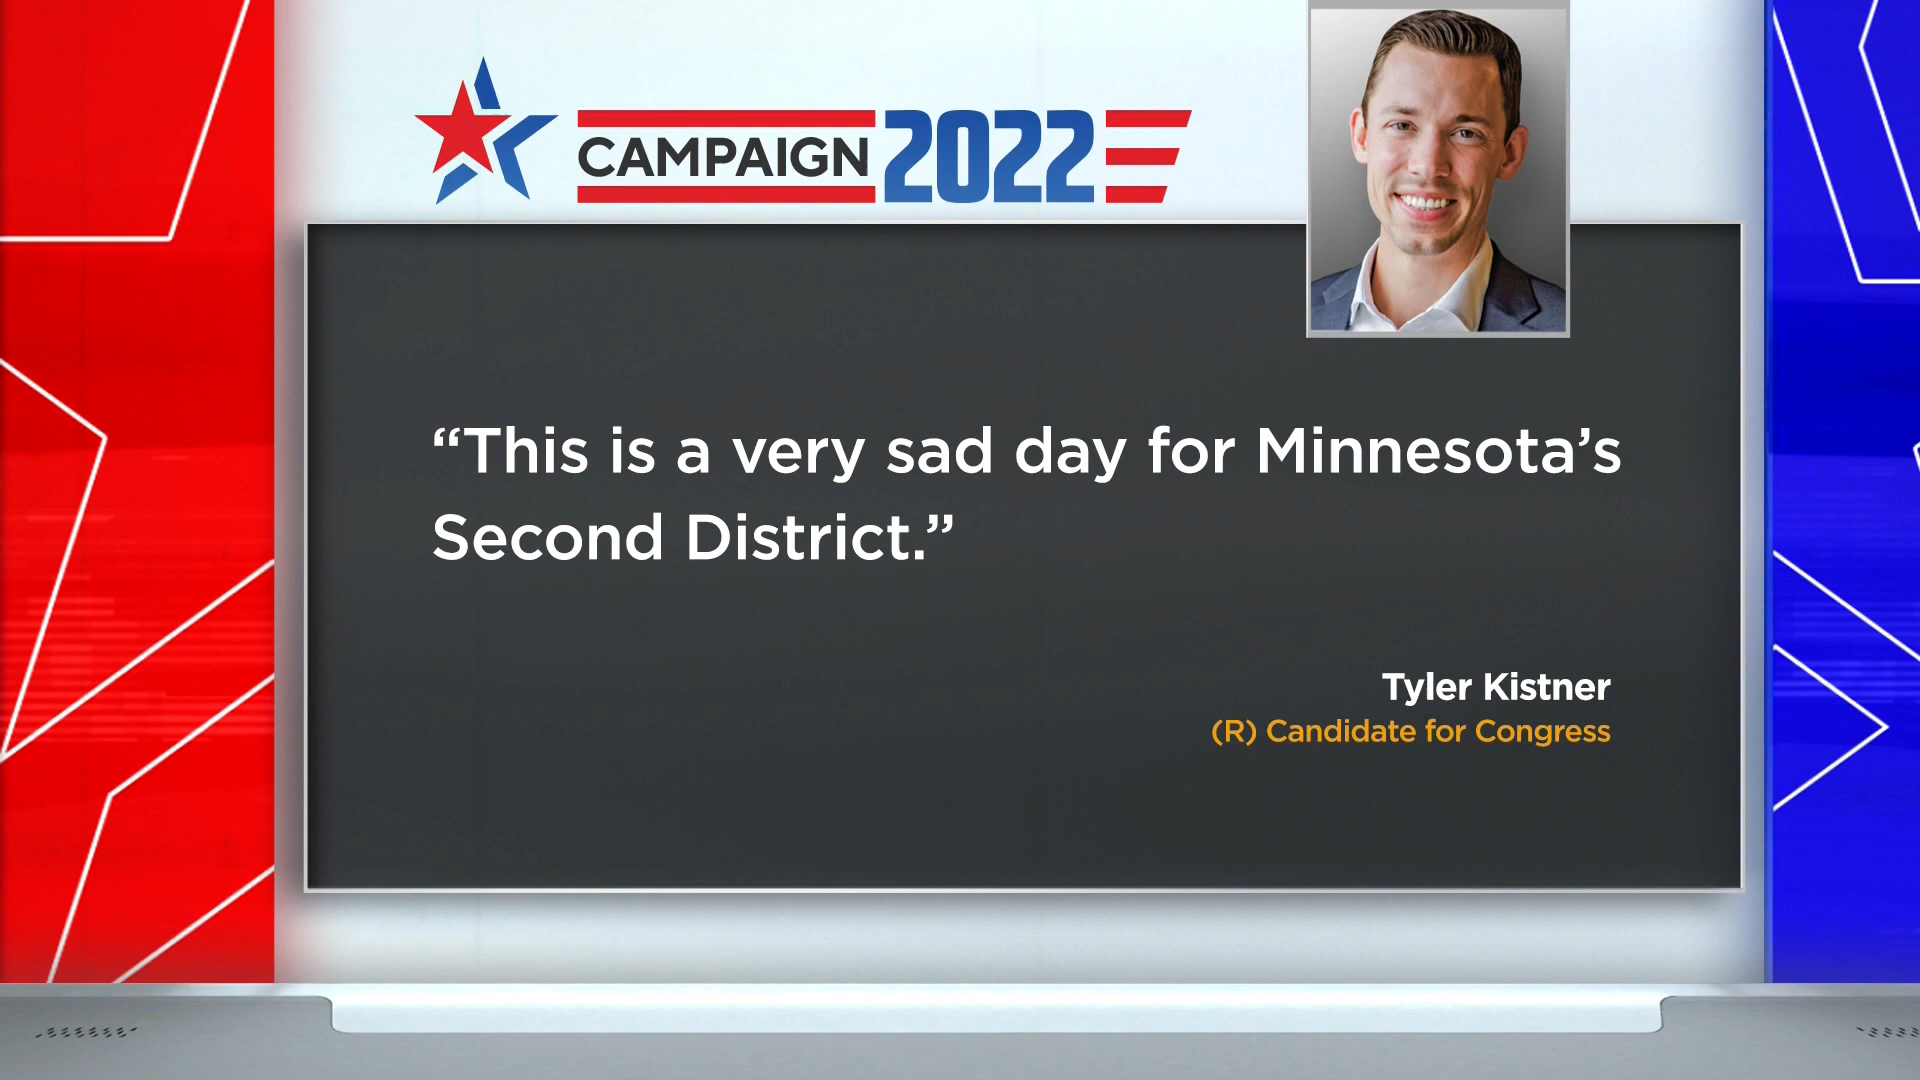 CAMPAIGN 2022
“This is a very sad day for Minnesota’s
Second District.”
Tyler Kistner
(R) Candidate for Congress